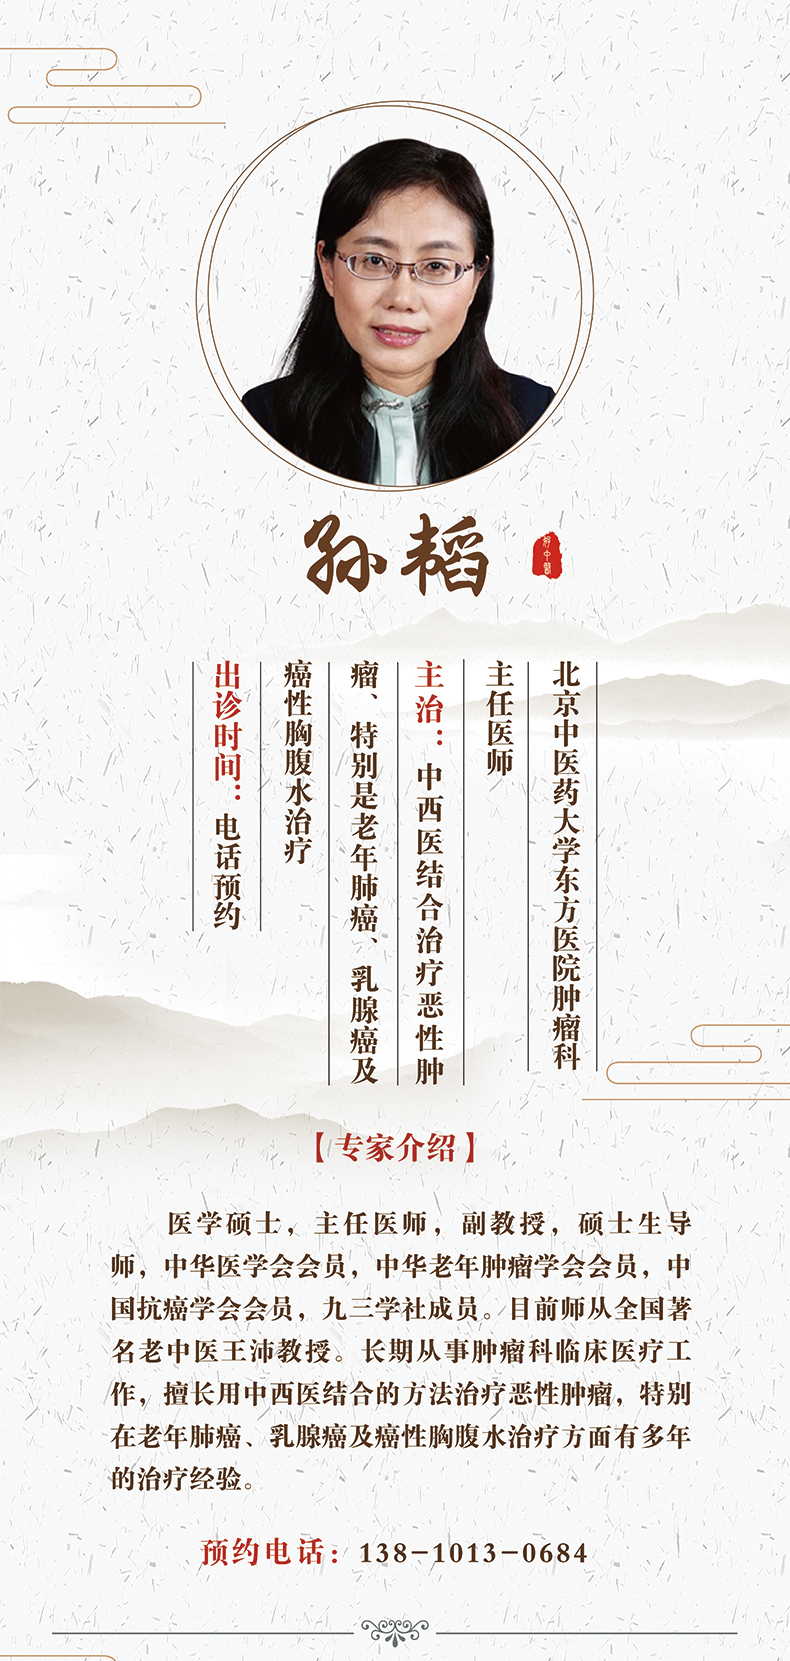 孙韬
北京中医药大学东方医院肿瘤科
主任医师
主治：中西医结合治疗恶性肿
瘤、特别是老年肺癌、乳腺癌及
癌性胸腹水治疗
出诊时间：电话预约
【专家介绍】
医学硕士，主任医师，副教授，硕士生导
师，中华医学会会员，中华老年肿瘤学会会员，中
国抗癌学会会员，九三学社成员。目前师从全国著
名老中医王沛教授。长期从事肿瘤科临床医疗工
作，擅长用中西医结合的方法治疗恶性肿瘤，特别
在老年肺癌、乳腺癌及癌性胸腹水治疗方面有多年
的治疗经验。
预约电话：138-1013-0684